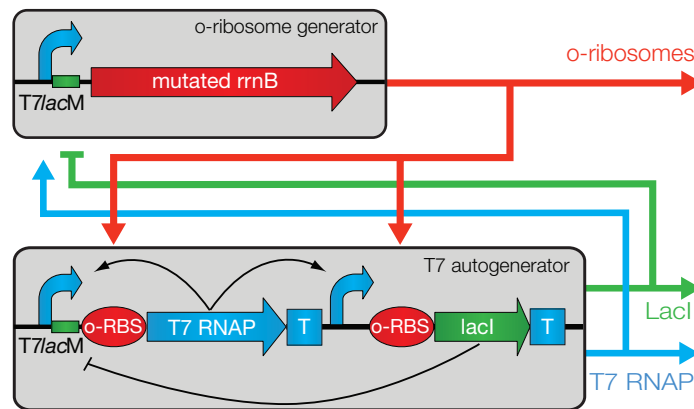 o-ribosome generator
mutated rrnB
T7lacM
o-ribosomes
T7 autogenerator
o-RBS
T7 RNAP
T
o-RBS
lacI
T
T7lacM
LacI
T7 RNAP